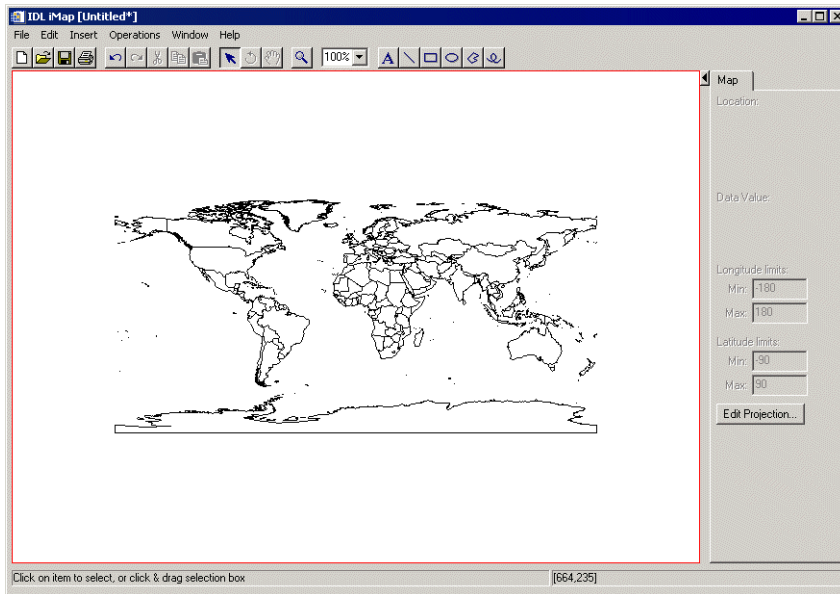 IDL iMap [Untitled*]
File Edit Insert Operations Window Help
100%
A
Map
Location:
Data Value:
Longitude limits:
Min: -180
Max: 180
Latitude limits:
Min: -90
Max: 90
Edit Projection...
Click on item to select, or click & drag selection box
[664,235]